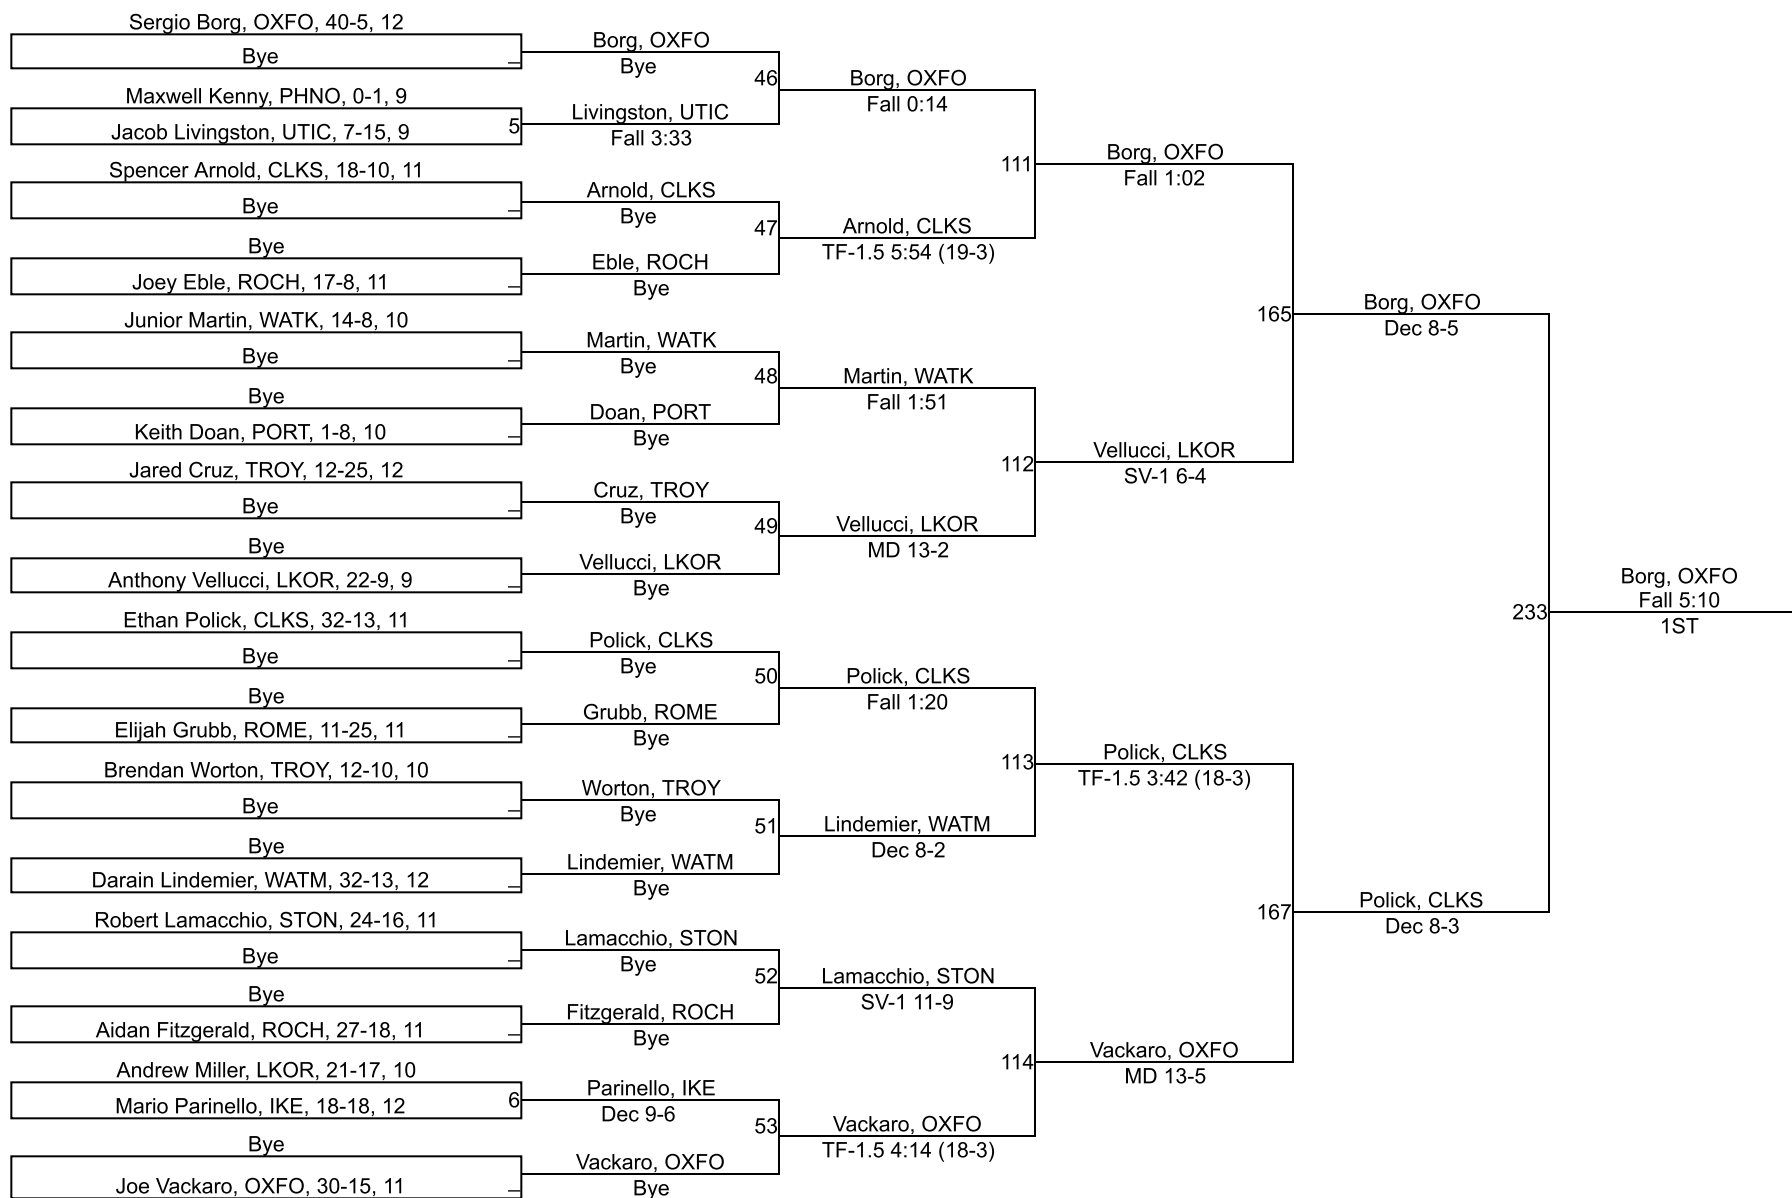 Sergio Borg, OXFO, 40-5, 12
Bye
_
Maxwell Kenny, PHNO, 0-1, 9
Jacob Livingston, UTIC, 7-15, 9
5
Spencer Arnold, CLKS, 18-10, 11
Bye
_
Bye
Joey Eble, ROCH, 17-8, 11
_
Junior Martin, WATK, 14-8, 10
Bye
_
Bye
Keith Doan, PORT, 1-8, 10
_
Jared Cruz, TROY, 12-25, 12
Bye
_
Bye
Anthony Vellucci, LKOR, 22-9, 9
_
Ethan Polick, CLKS, 32-13, 11
Bye
_
Bye
Elijah Grubb, ROME, 11-25, 11
_
Brendan Worton, TROY, 12-10, 10
Bye
_
Bye
Darain Lindemier, WATM, 32-13, 12
_
Robert Lamacchio, STON, 24-16, 11
Bye
_
Bye
Aidan Fitzgerald, ROCH, 27-18, 11
_
Andrew Miller, LKOR, 21-17, 10
Mario Parinello, IKE, 18-18, 12
6
Bye
Joe Vackaro, OXFO, 30-15, 11
_
Borg, OXFO
Bye
46
Livingston, UTIC
Fall 3:33
Arnold, CLKS
Bye
47
Eble, ROCH
Bye
Martin, WATK
Bye
48
Doan, PORT
Bye
Cruz, TROY
Bye
49
Vellucci, LKOR
Bye
Polick, CLKS
Bye
50
Grubb, ROME
Bye
Worton, TROY
Bye
51
Lindemier, WATM
Bye
Lamacchio, STON
Bye
52
Fitzgerald, ROCH
Bye
Parinello, IKE
Dec 9-6
53
Vackaro, OXFO
Bye
Borg, OXFO
Fall 0:14
111
Arnold, CLKS
TF-1.5 5:54 (19-3)
Martin, WATK
Fall 1:51
112
Vellucci, LKOR
MD 13-2
Polick, CLKS
Fall 1:20
113
Lindemier, WATM
Dec 8-2
Lamacchio, STON
SV-1 11-9
114
Vackaro, OXFO
TF-1.5 4:14 (18-3)
Borg, OXFO
Fall 1:02
165
Vellucci, LKOR
SV-1 6-4
Polick, CLKS
TF-1.5 3:42 (18-3)
167
Vackaro, OXFO
MD 13-5
Borg, OXFO
Dec 8-5
233
Polick, CLKS
Dec 8-3
Borg, OXFO
Fall 5:10
1ST